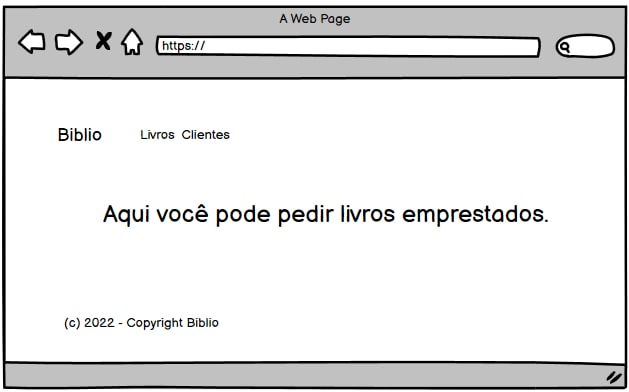 A Web Page
https://
Biblio Livros Clientes
Aqui você pode pedir livros emprestados.
(c) 2022 - Copyright Biblio